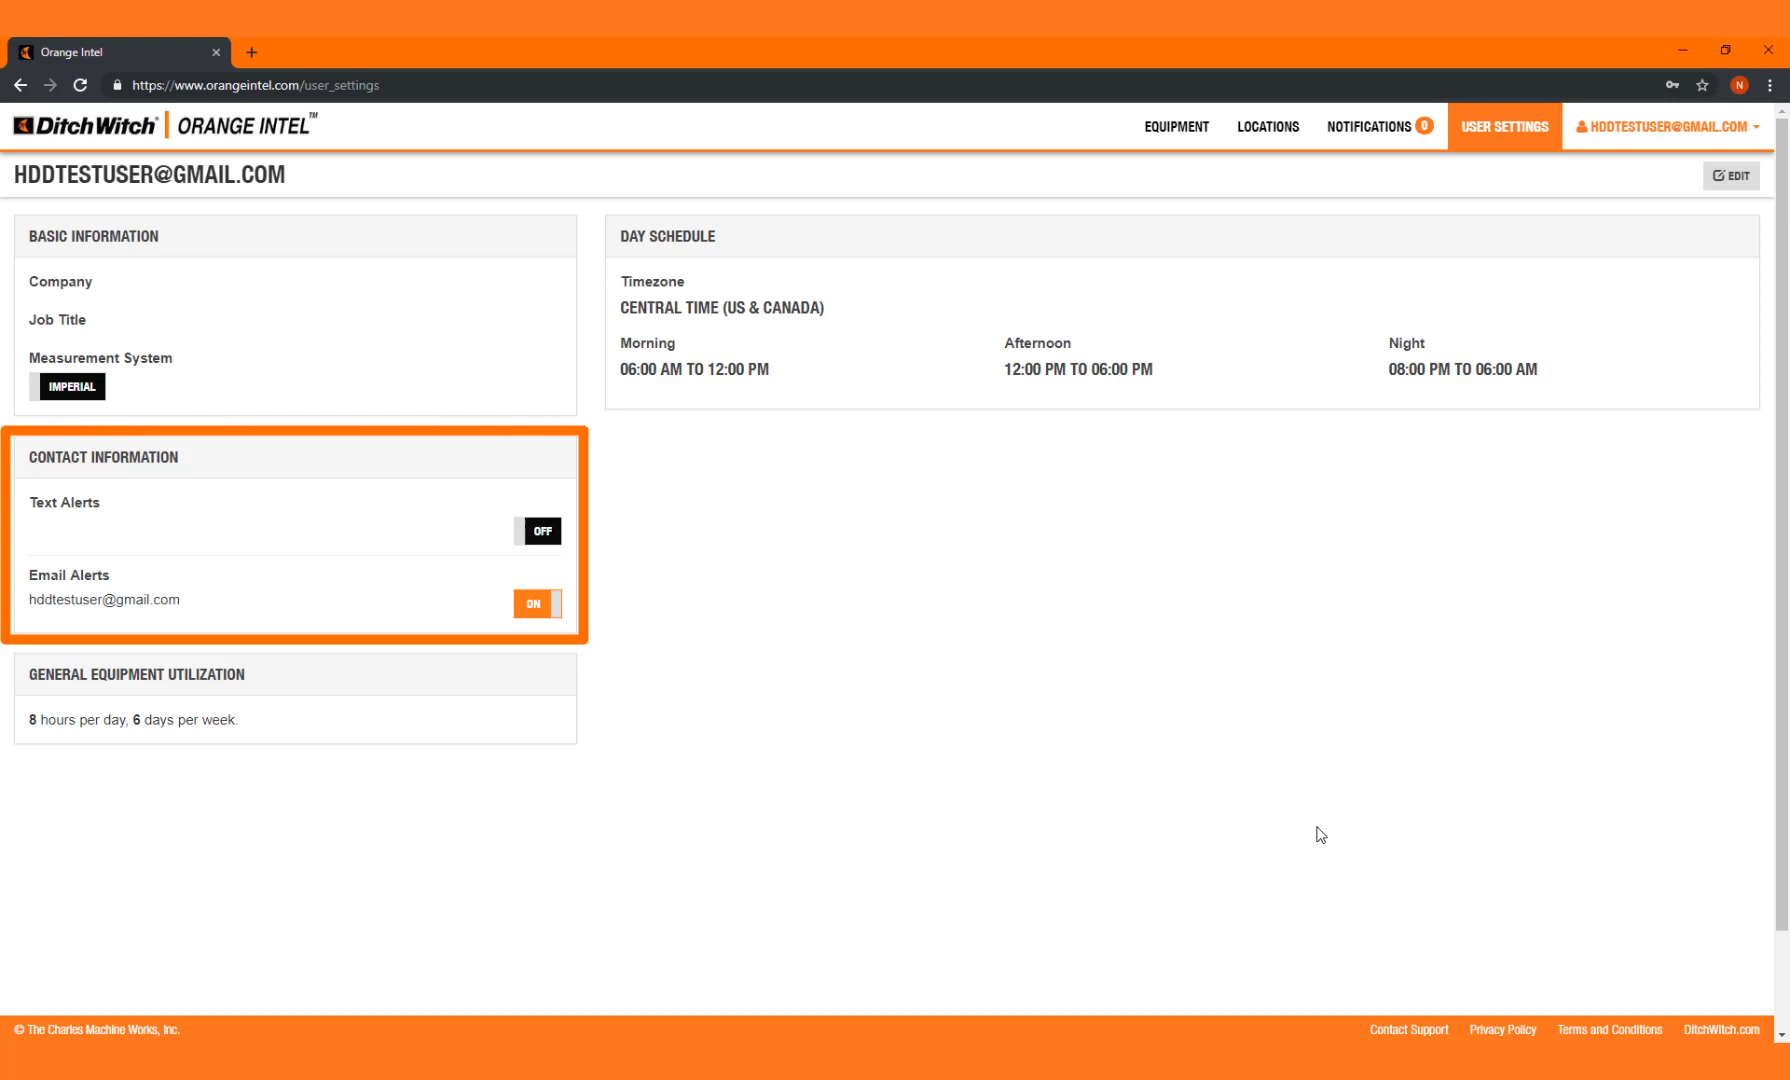 Orange Intel
https://www.orangeintel.com/user_settings
N
DitchWitch® ORANGE INTEL™
EQUIPMENT
LOCATIONS
NOTIFICATIONS 0
USER SETTINGS
HDDTESTUSER@GMAIL.COM
HDDTESTUSER@GMAIL.COM
EDIT
BASIC INFORMATION
Company
Job Title
Measurement System
IMPERIAL
DAY SCHEDULE
Timezone
CENTRAL TIME (US & CANADA)
Morning
06:00 AM TO 12:00 PM
Afternoon
12:00 PM TO 06:00 PM
Night
08:00 PM TO 06:00 AM
CONTACT INFORMATION
Text Alerts
OFF
Email Alerts
hddtestuser@gmail.com
ON
GENERAL EQUIPMENT UTILIZATION
8 hours per day, 6 days per week.
© The Charles Machine Works, Inc.
Contact Support
Privacy Policy
Terms and Conditions
DitchWitch.com